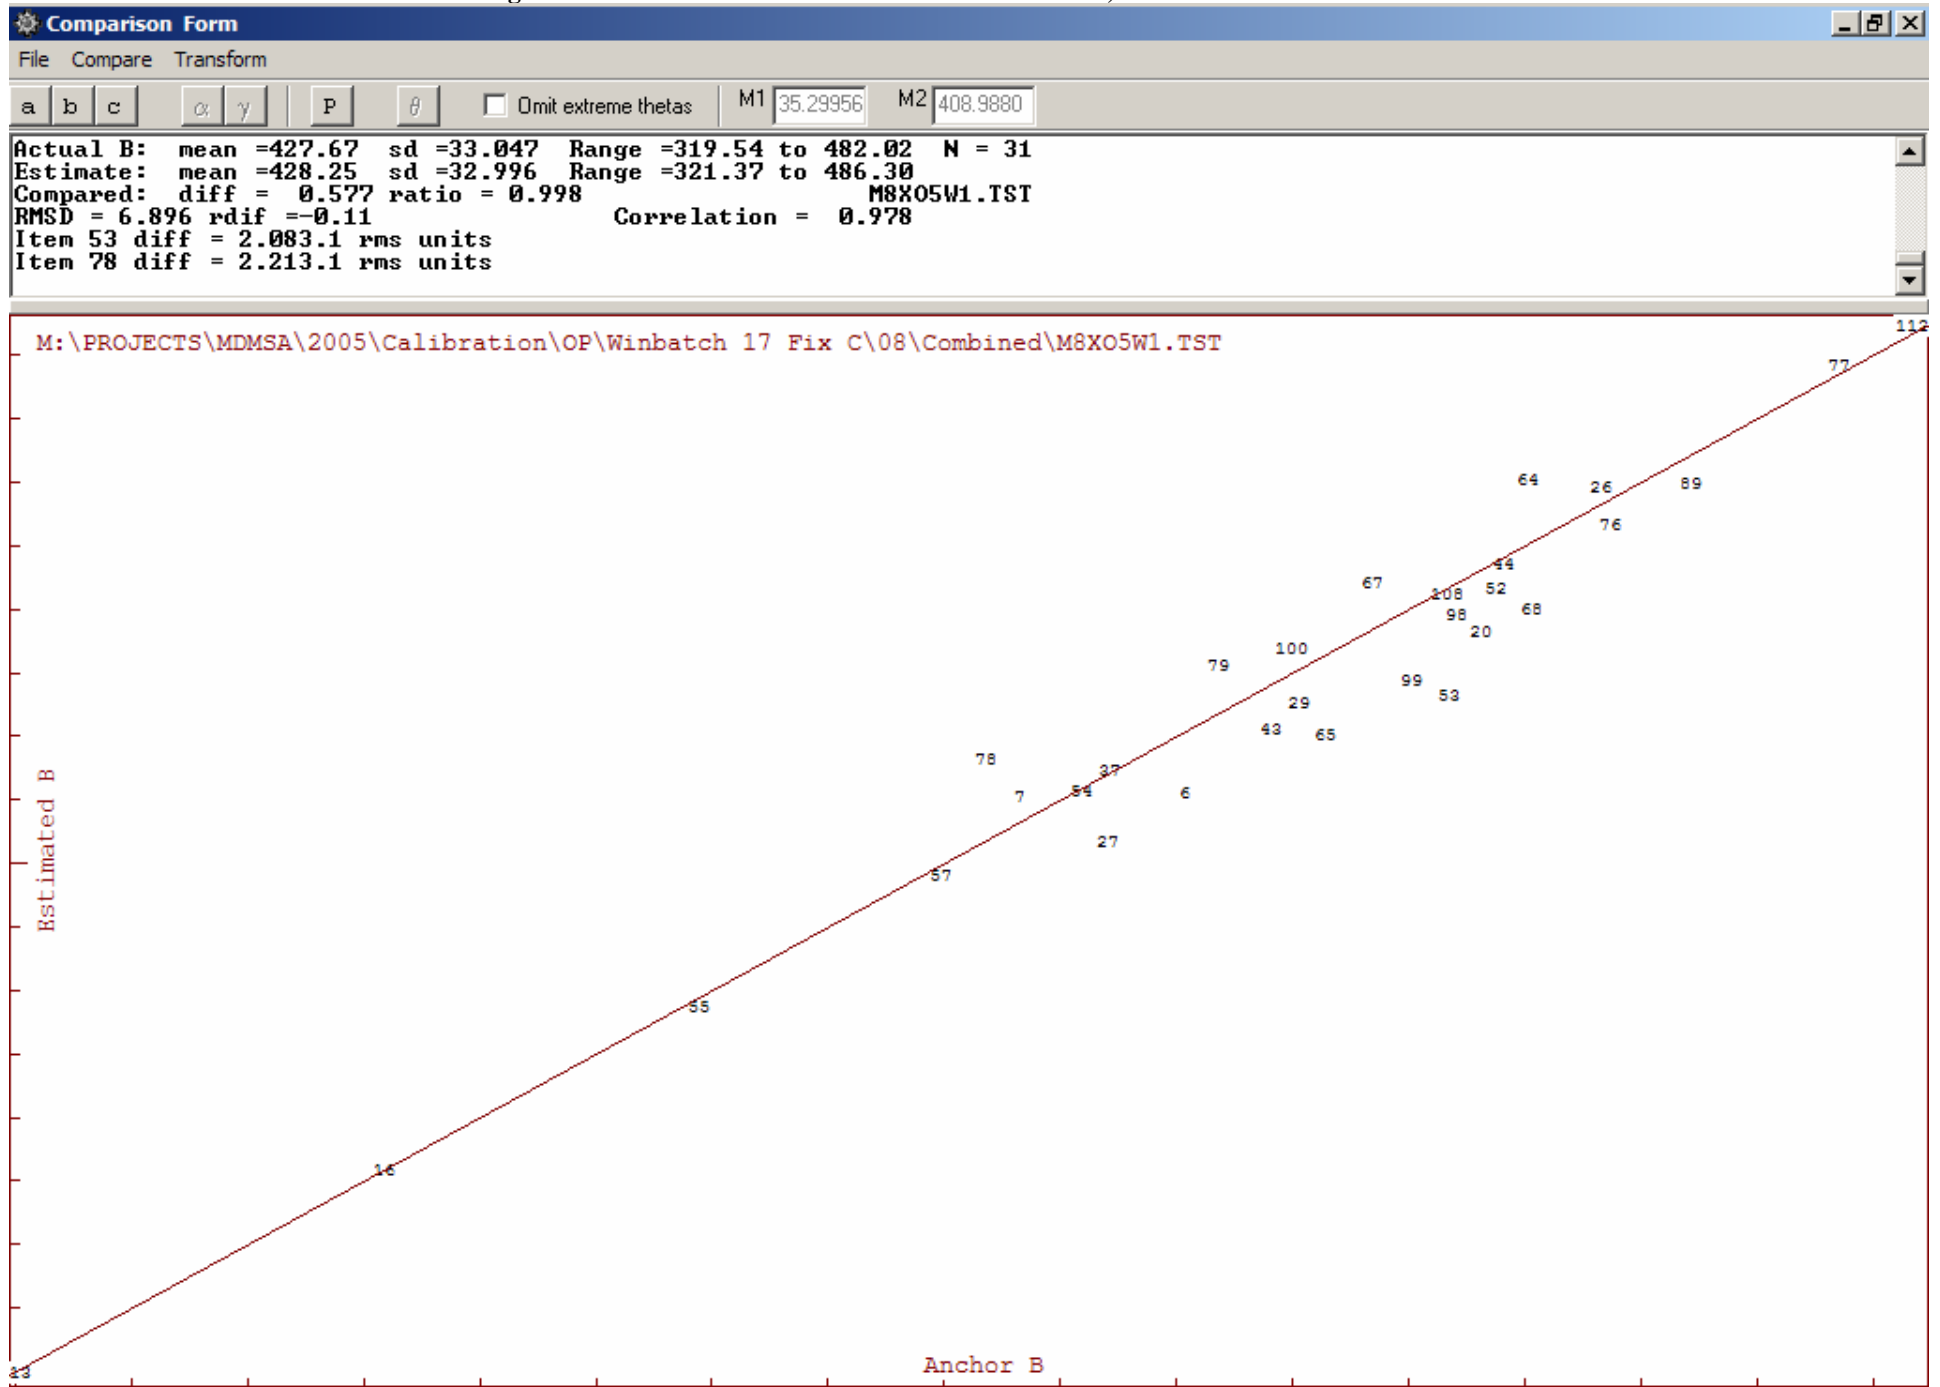 Comparison Form
File Compare Transform
a b c α γ P θ Omit extreme thetas M1 35.29956 M2 408.9880
Actual B: mean =427.67 sd =33.047 Range =319.54 to 482.02 N = 31
Estimate: mean =428.25 sd =32.996 Range =321.37 to 486.30
Compared: diff = 0.577 ratio = 0.998 M8XO5W1.TST
RMSD = 6.896 rdif =-0.11 Correlation = 0.978
Item 53 diff = 2.083.1 rms units
Item 78 diff = 2.213.1 rms units
112
M:\PROJECTS\MDMSA\2005\Calibration\OP\Winbatch 17 Fix C\08\Combined\M8XO5W1.TST
77
64
26
89
76
44
67
52
108
68
98
20
100
79
99
53
29
43
65
78
37
54
7
6
27
57
Estimated B
55
16
Anchor B